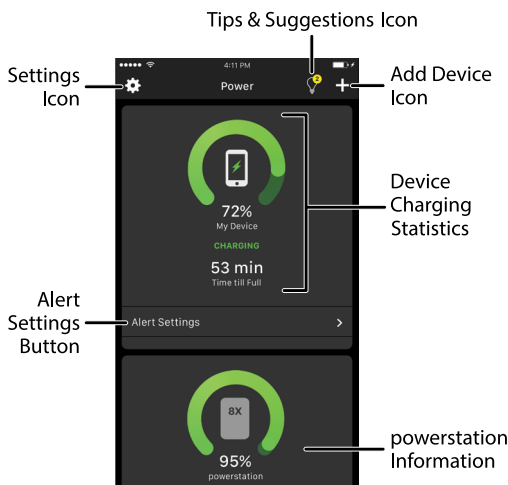 Tips & Suggestions Icon
Settings
Icon
4:11 PM
Power
2
Add Device
Icon
72%
My Device
CHARGING
53 min
Time till Full
Device
Charging
Statistics
Alert
Settings
Button
Alert Settings
8X
95%
powerstation
powerstation
Information